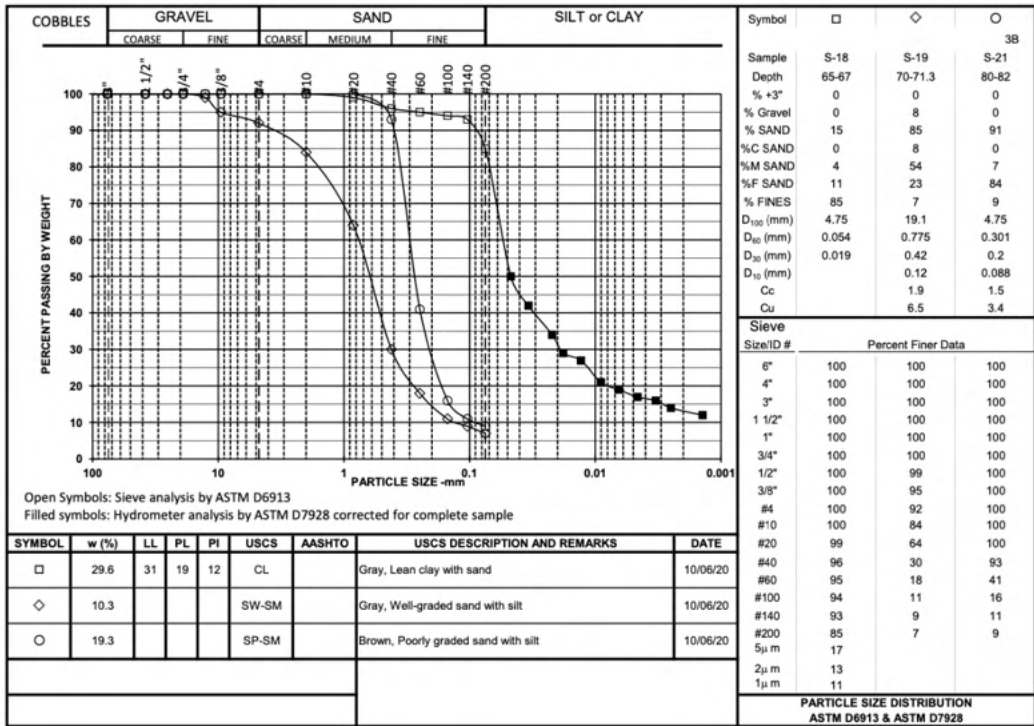 COBBLES GRAVEL SAND SILT or CLAY
COARSE FINE COARSE MEDIUM FINE
3" 1 1/2" 3/4" 3/8" #4 #10 #20 #40 #60 #100 #140 #200
PERCENT PASSING BY WEIGHT
100
90
80
70
60
50
40
30
20
10
0
100 10 1 0.1 0.01 0.001
PARTICLE SIZE -mm
Open Symbols: Sieve analysis by ASTM D6913
Filled symbols: Hydrometer analysis by ASTM D7928 corrected for complete sample
SYMBOL w (%) LL PL PI USCS AASHTO USCS DESCRIPTION AND REMARKS DATE
□ 29.6 31 19 12 CL Gray, Lean clay with sand 10/06/20
◇ 10.3 SW-SM Gray, Well-graded sand with silt 10/06/20
○ 19.3 SP-SM Brown, Poorly graded sand with silt 10/06/20
Symbol □ ◇ ○
3B
Sample S-18 S-19 S-21
Depth 65-67 70-71.3 80-82
% +3" 0 0 0
% Gravel 0 8 0
% SAND 15 85 91
%C SAND 0 8 0
%M SAND 4 54 7
%F SAND 11 23 84
% FINES 85 7 9
D100 (mm) 4.75 19.1 4.75
D60 (mm) 0.054 0.775 0.301
D30 (mm) 0.019 0.42 0.2
D10 (mm) 0.12 0.088
Cc 1.9 1.5
Cu 6.5 3.4
Sieve
Size/ID # Percent Finer Data
6" 100 100 100
4" 100 100 100
3" 100 100 100
1 1/2" 100 100 100
1" 100 100 100
3/4" 100 100 100
1/2" 100 99 100
3/8" 100 95 100
#4 100 92 100
#10 100 84 100
#20 99 64 100
#40 96 30 93
#60 95 18 41
#100 94 11 16
#140 93 9 11
#200 85 7 9
5μ m 17
2μ m 13
1μ m 11
PARTICLE SIZE DISTRIBUTION
ASTM D6913 & ASTM D7928